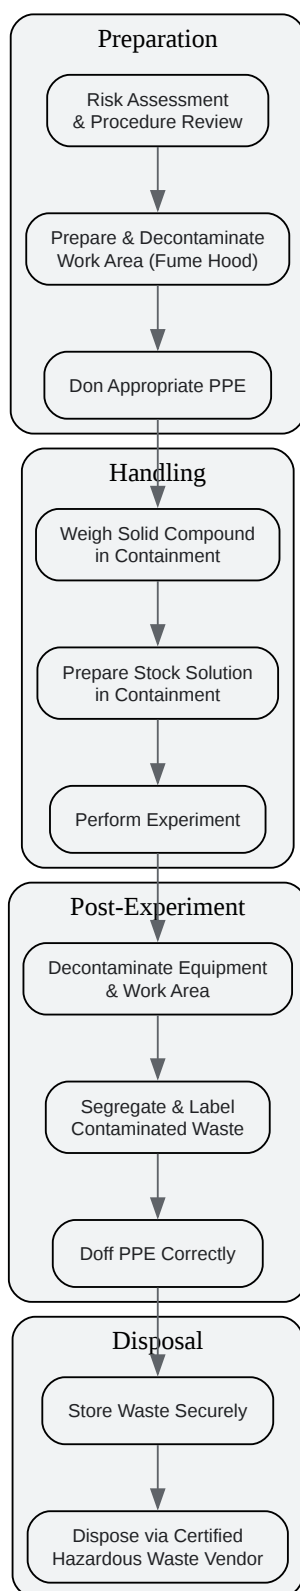 Preparation
Risk Assessment
& Procedure Review
Prepare & Decontaminate
Work Area (Fume Hood)
Don Appropriate PPE
Handling
Weigh Solid Compound
in Containment
Prepare Stock Solution
in Containment
Perform Experiment
Post-Experiment
Decontaminate Equipment
& Work Area
Segregate & Label
Contaminated Waste
Doff PPE Correctly
Disposal
Store Waste Securely
Dispose via Certified
Hazardous Waste Vendor